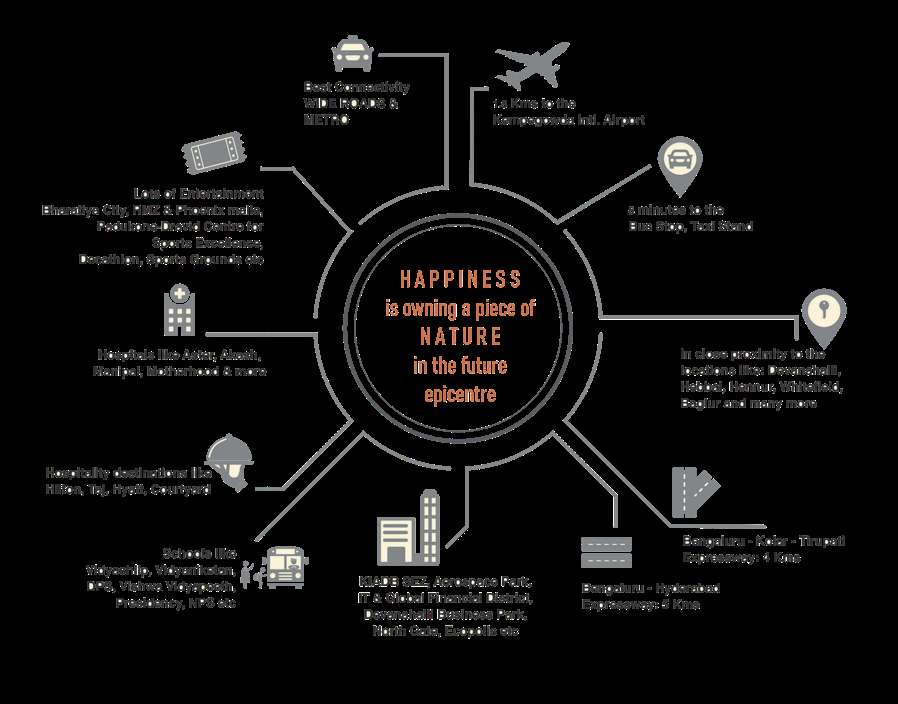 Best Connectivity
WIDE ROADS &
METRO
Kms to the
Kempegowda Intl. Airport
Lots of Entertainment
Bharatiya City, RMZ & Phoenix malls,
Padukone-Dravid Centre for
Sports Excellence,
Decathlon, Sports Grounds etc
5 minutes to the
Bus Stop, Taxi Stand
HAPPINESS
is owning a piece of
NATURE
in the future
epicentre
Hospitals like Aster, Akash,
Manipal, Motherhood & more
In close proximity to the
locations like: Devanahalli,
Hebbal, Hennur, Whitefield,
Baglur and many more
Hospitality destinations like
Hilton, Taj, Hyatt, Courtyard
Bengaluru - Kolar - Tirupati
Expressway: 4 Kms
Schools like
Vidyashilp, Vidyaniketan,
DPS, Vishwa Vidyapeeth,
Presidency, NPS etc
KIADB SEZ, Aerospace Park,
IT & Global Financial District,
Devanahalli Business Park,
North Gate, Ecopolis etc
Bengaluru - Hyderabad
Expressway: Kms